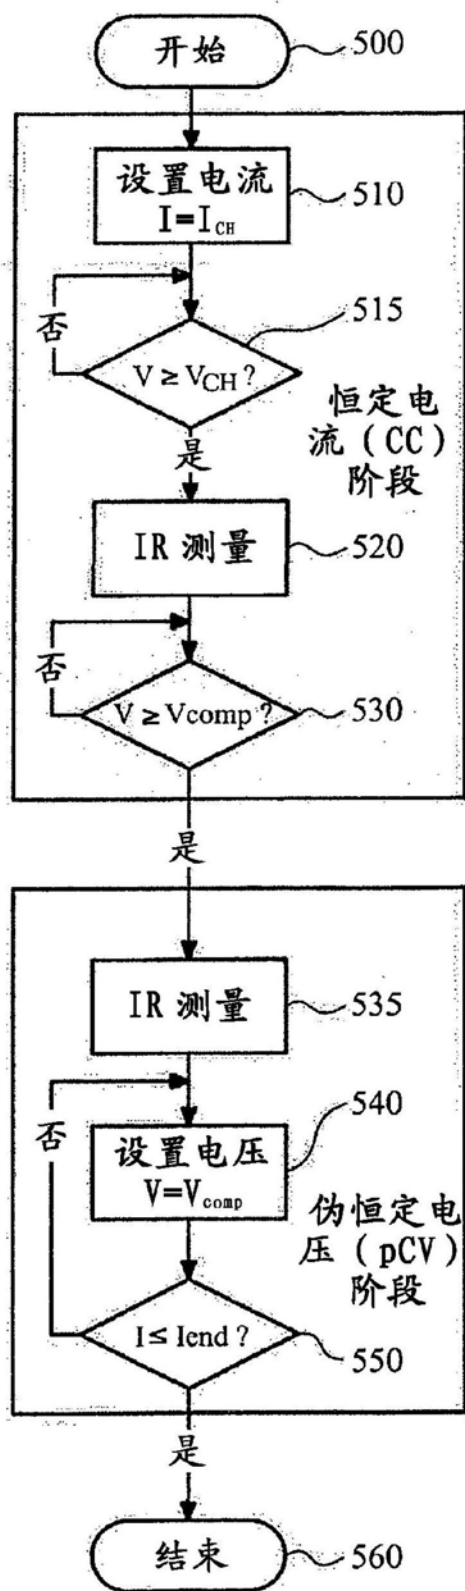 开始
500
设置电流
I=I_CH
510
否
515
V ≥ V_CH ?
恒定电
流 ( CC )
阶段
是
IR 测量
520
否
V ≥ Vcomp ?
530
是
IR 测量
535
否
540
设置电压
V=V_comp
伪恒定电
压 ( pCV )
阶段
I ≤ Iend ?
550
是
结束
560